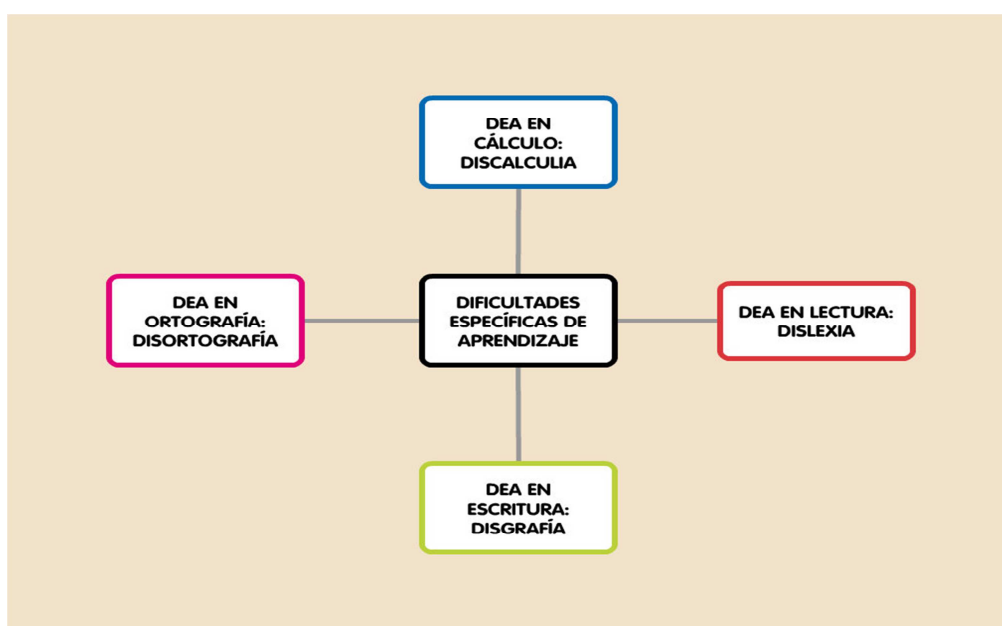 DEA EN
CÁLCULO:
DISCALCULIA
DEA EN
ORTOGRAFÍA:
DISORTOGRAFÍA
DIFICULTADES
ESPECÍFICAS DE
APRENDIZAJE
DEA EN LECTURA:
DISLEXIA
DEA EN
ESCRITURA:
DISGRAFÍA